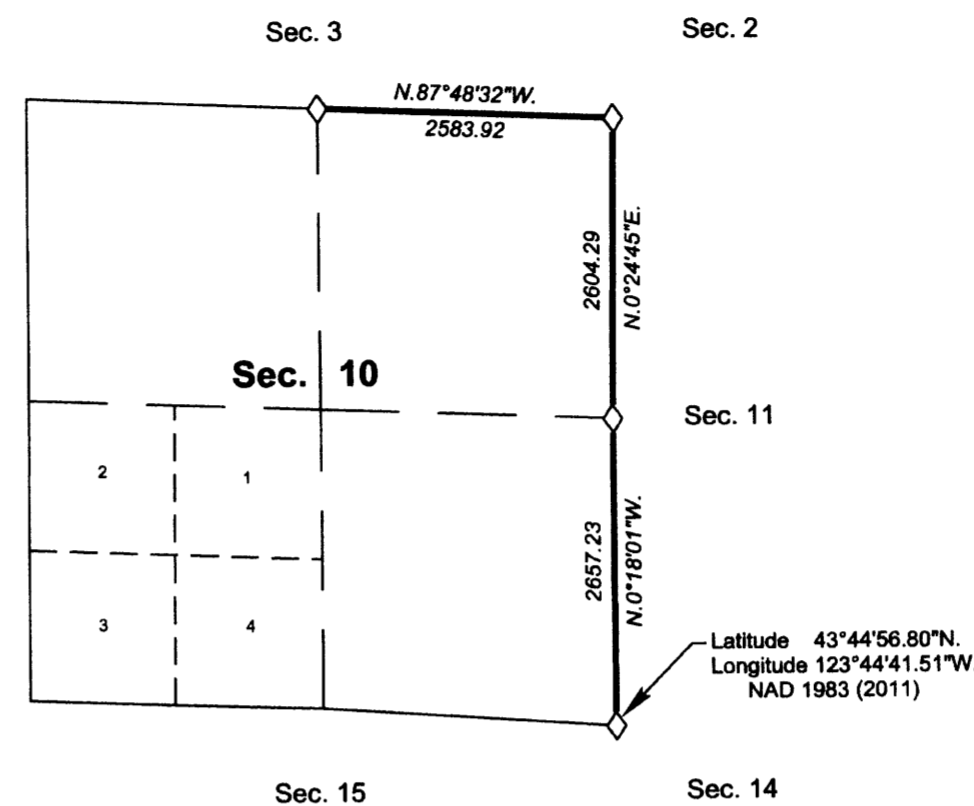 Sec. 3
Sec. 2
N.87°48'32"W.
2583.92
2604.29
N.0°24'45"E.
Sec. 10
Sec. 11
2
1
2657.23
N.0°18'01"W.
3
4
Latitude 43°44'56.80"N.
Longitude 123°44'41.51"W.
NAD 1983 (2011)
Sec. 15
Sec. 14